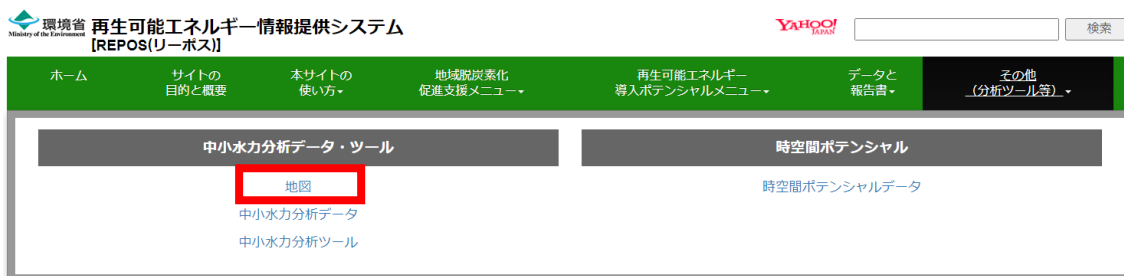 環境省 再生可能エネルギー情報提供システム
Ministry of the Environment
[REPOS(リーポス)]
YAHOO!
JAPAN
検索
ホーム
サイトの
目的と概要
本サイトの
使い方▾
地域脱炭素化
促進支援メニュー▾
再生可能エネルギー
導入ポテンシャルメニュー▾
データと
報告書▾
その他
(分析ツール等) ▾
中小水力分析データ・ツール
地図
中小水力分析データ
中小水力分析ツール
時空間ポテンシャル
時空間ポテンシャルデータ